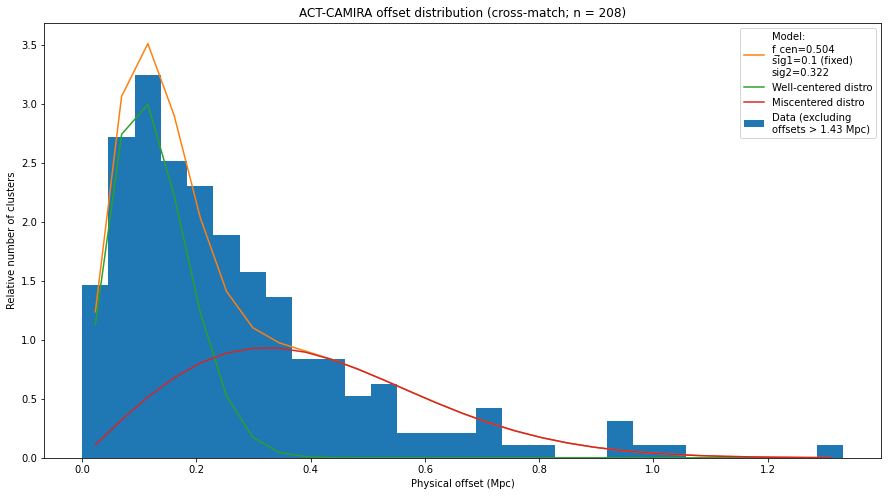 ACT-CAMIRA offset distribution (cross-match; n = 208)
Model:
f_cen=0.504
sig1=0.1 (fixed)
sig2=0.322
Well-centered distro
Miscentered distro
Data (excluding
offsets > 1.43 Mpc)
Relative number of clusters
3.5
3.0
2.5
2.0
1.5
1.0
0.5
0.0
0.0 0.2 0.4 0.6 0.8 1.0 1.2
Physical offset (Mpc)